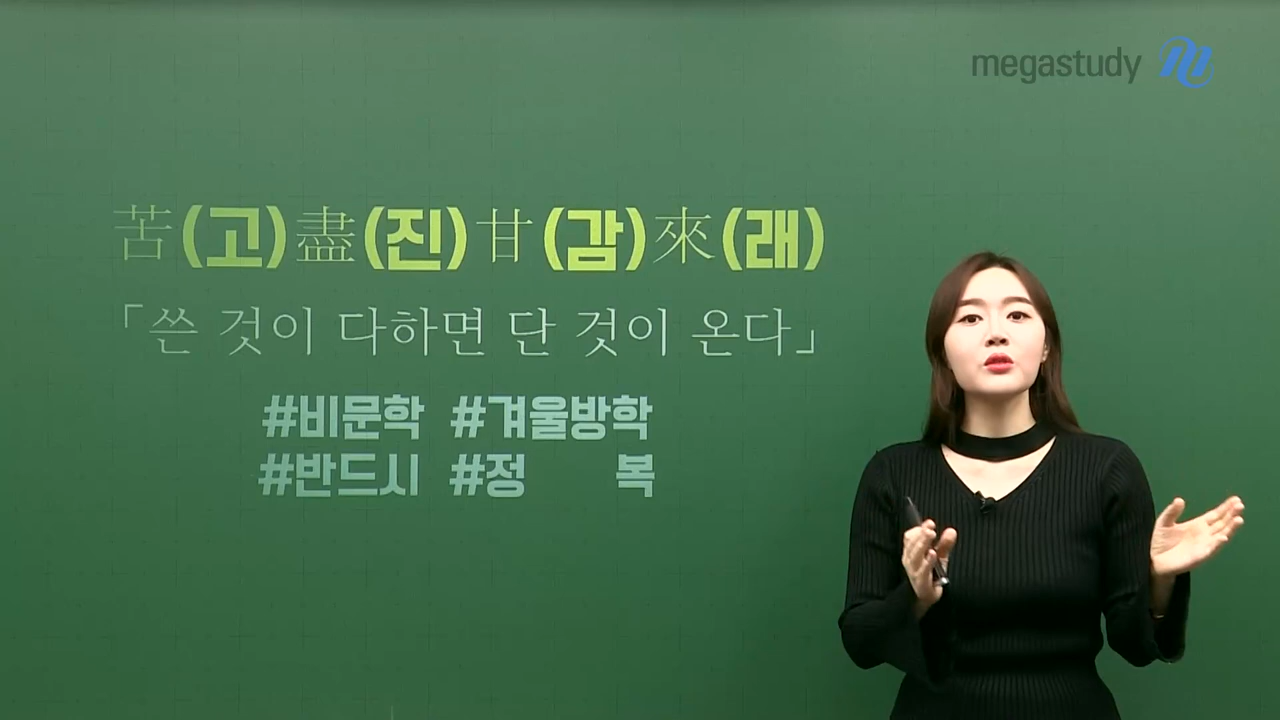 megastudy
苦(고)盡(진)甘(감)來(래)
「쓴 것이 다하면 단 것이 온다」
#비문학 #겨울방학
#반드시 #정 복